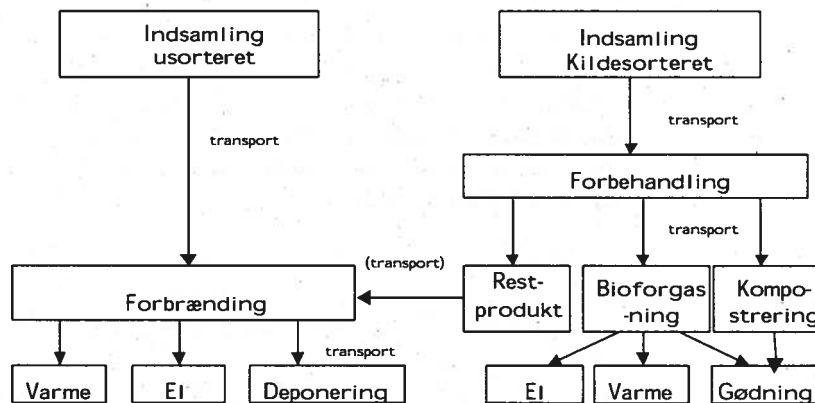 Indsamling
usorteret
Indsamling
Kildesorteret
transport
transport
Forbehandling
transport
(transport)
Forbrænding
Rest-
produkt
Bioforgas
-ning
Kompo-
strering
transport
Varme
El
Deponering
El
Varme
Gødning